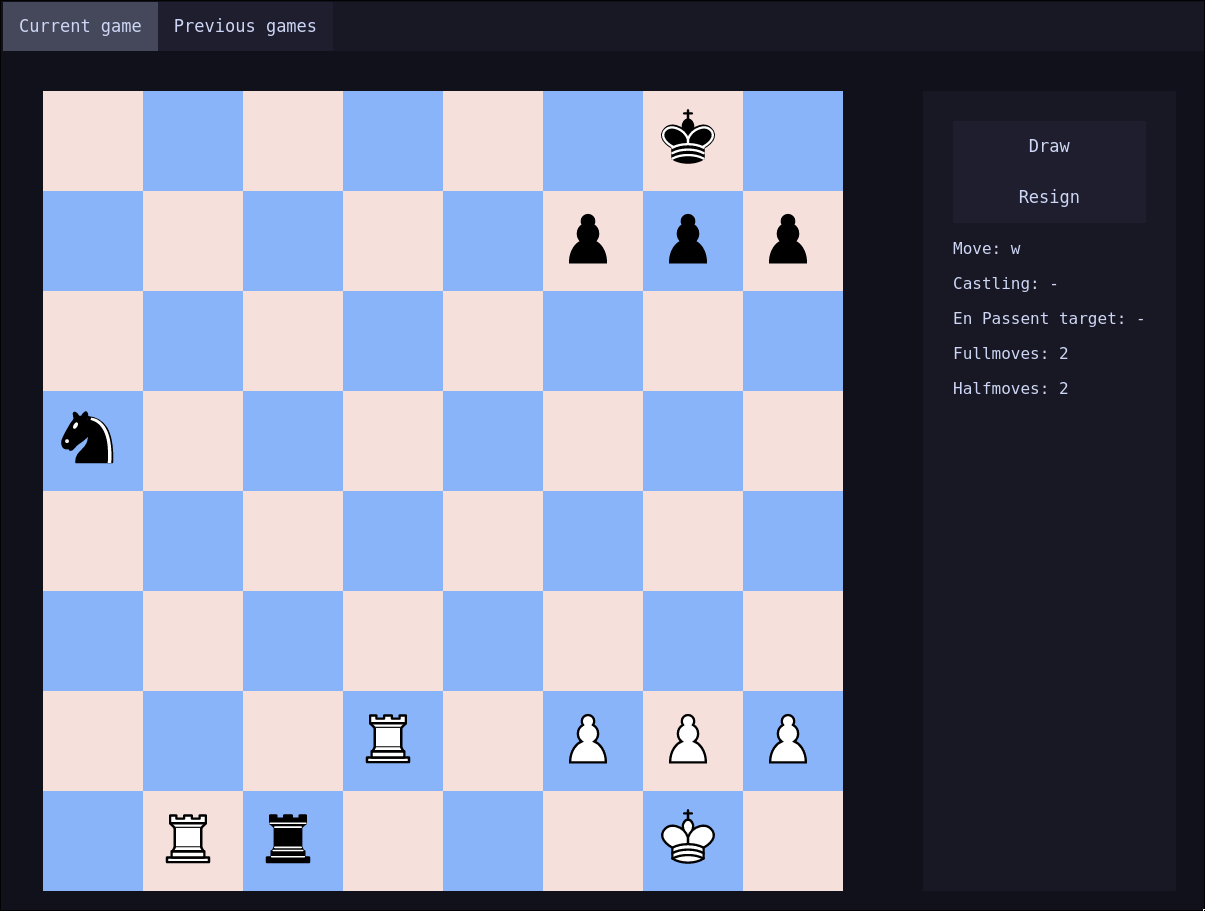 Current game Previous games
Draw
Resign
Move: w
Castling: -
En Passent target: -
Fullmoves: 2
Halfmoves: 2